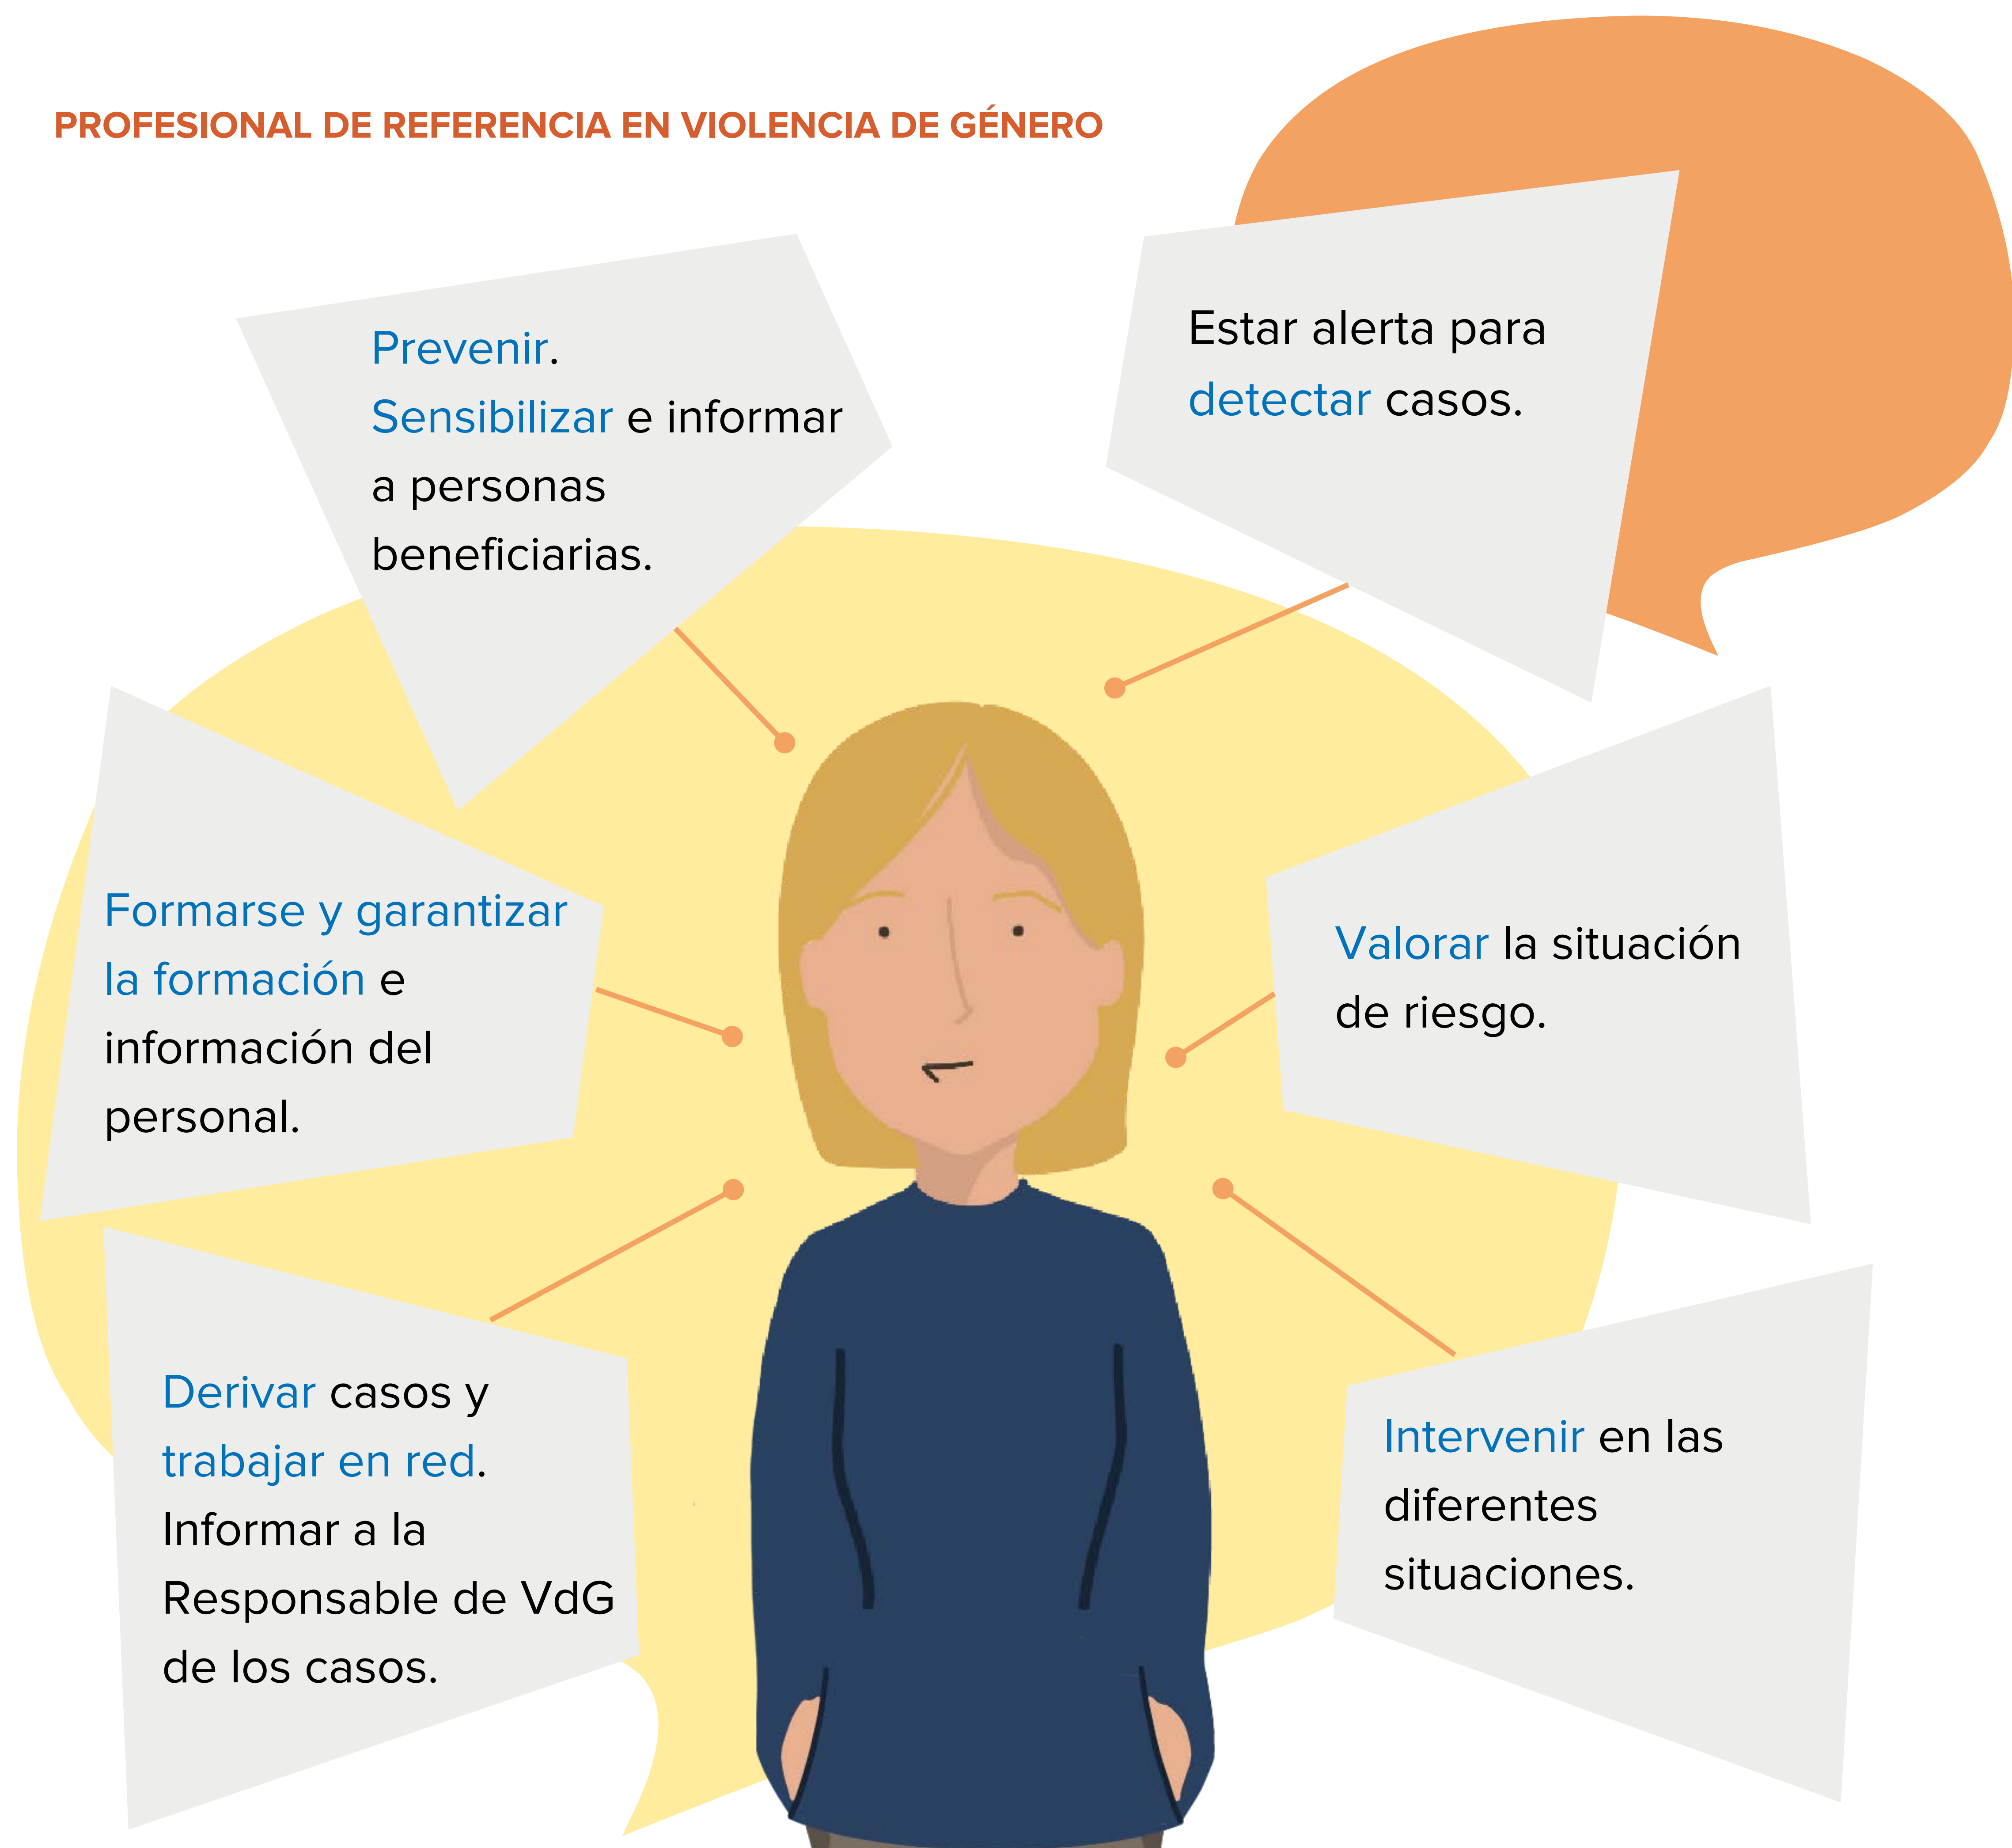 PROFESIONAL DE REFERENCIA EN VIOLENCIA DE GÉNERO
Prevenir.
Sensibilizar e informar
a personas
beneficiarias.
Estar alerta para
detectar casos.
Formarse y garantizar
la formación e
información del
personal.
Valorar la situación
de riesgo.
Derivar casos y
trabajar en red.
Informar a la
Responsable de VdG
de los casos.
Intervenir en las
diferentes
situaciones.